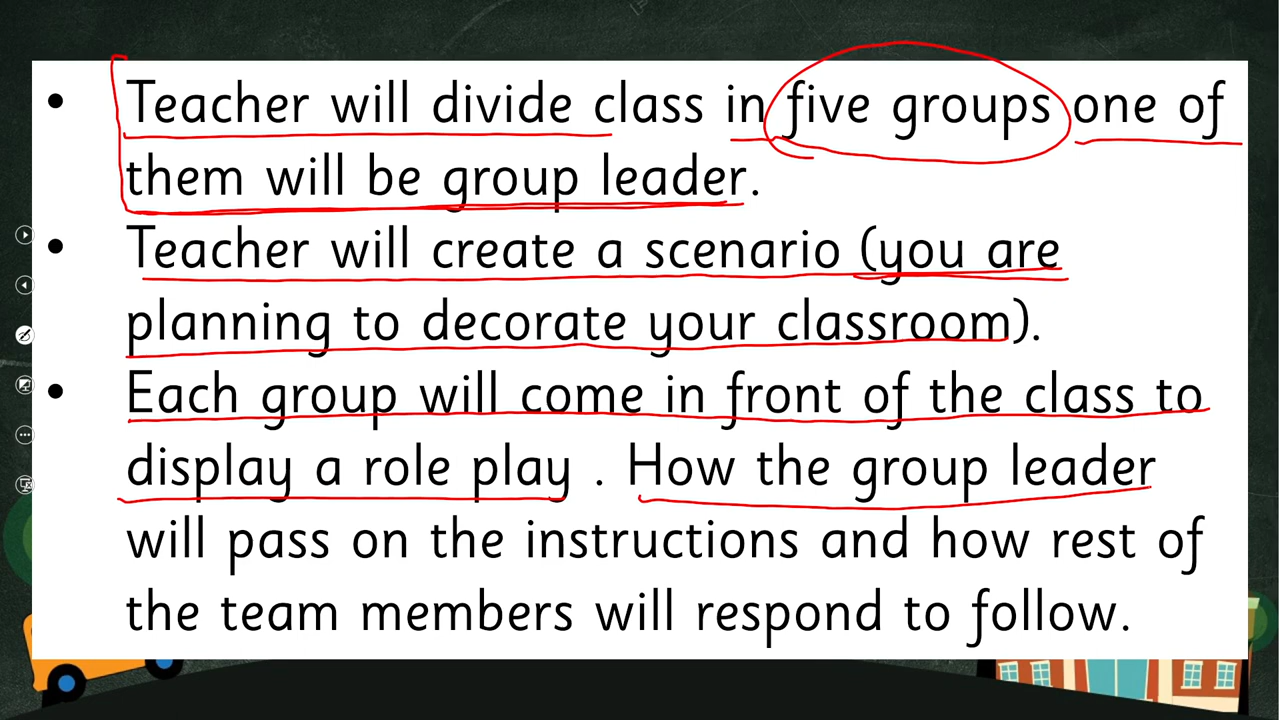 • Teacher will divide class in five groups one of
them will be group leader.
• Teacher will create a scenario (you are
planning to decorate your classroom).
• Each group will come in front of the class to
display a role play . How the group leader
will pass on the instructions and how rest of
the team members will respond to follow.